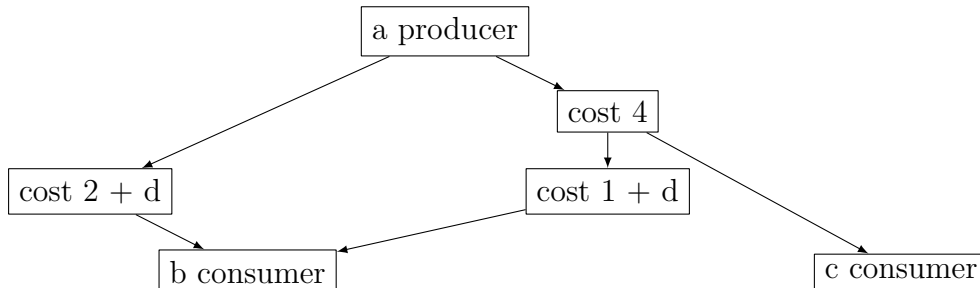 a producer
cost 4
cost 2 + d
cost 1 + d
b consumer
c consumer